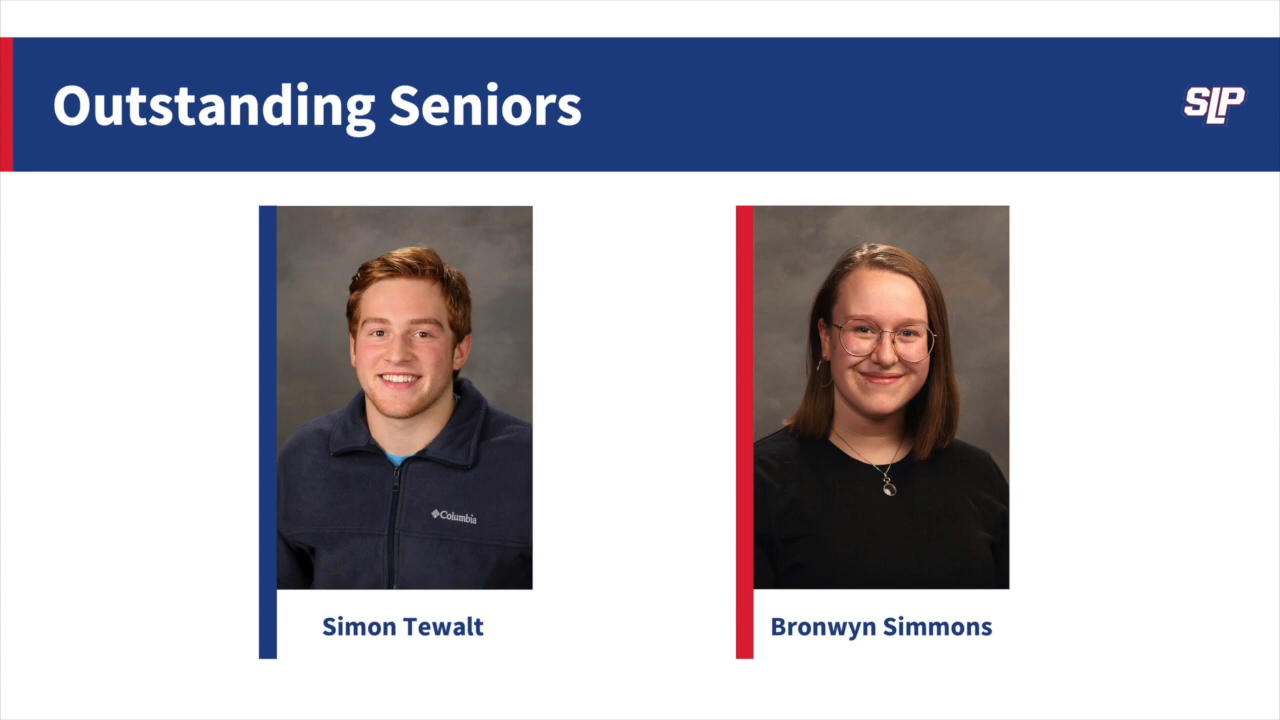 Outstanding Seniors
SLP
Columbia
Simon Tewalt
Bronwyn Simmons